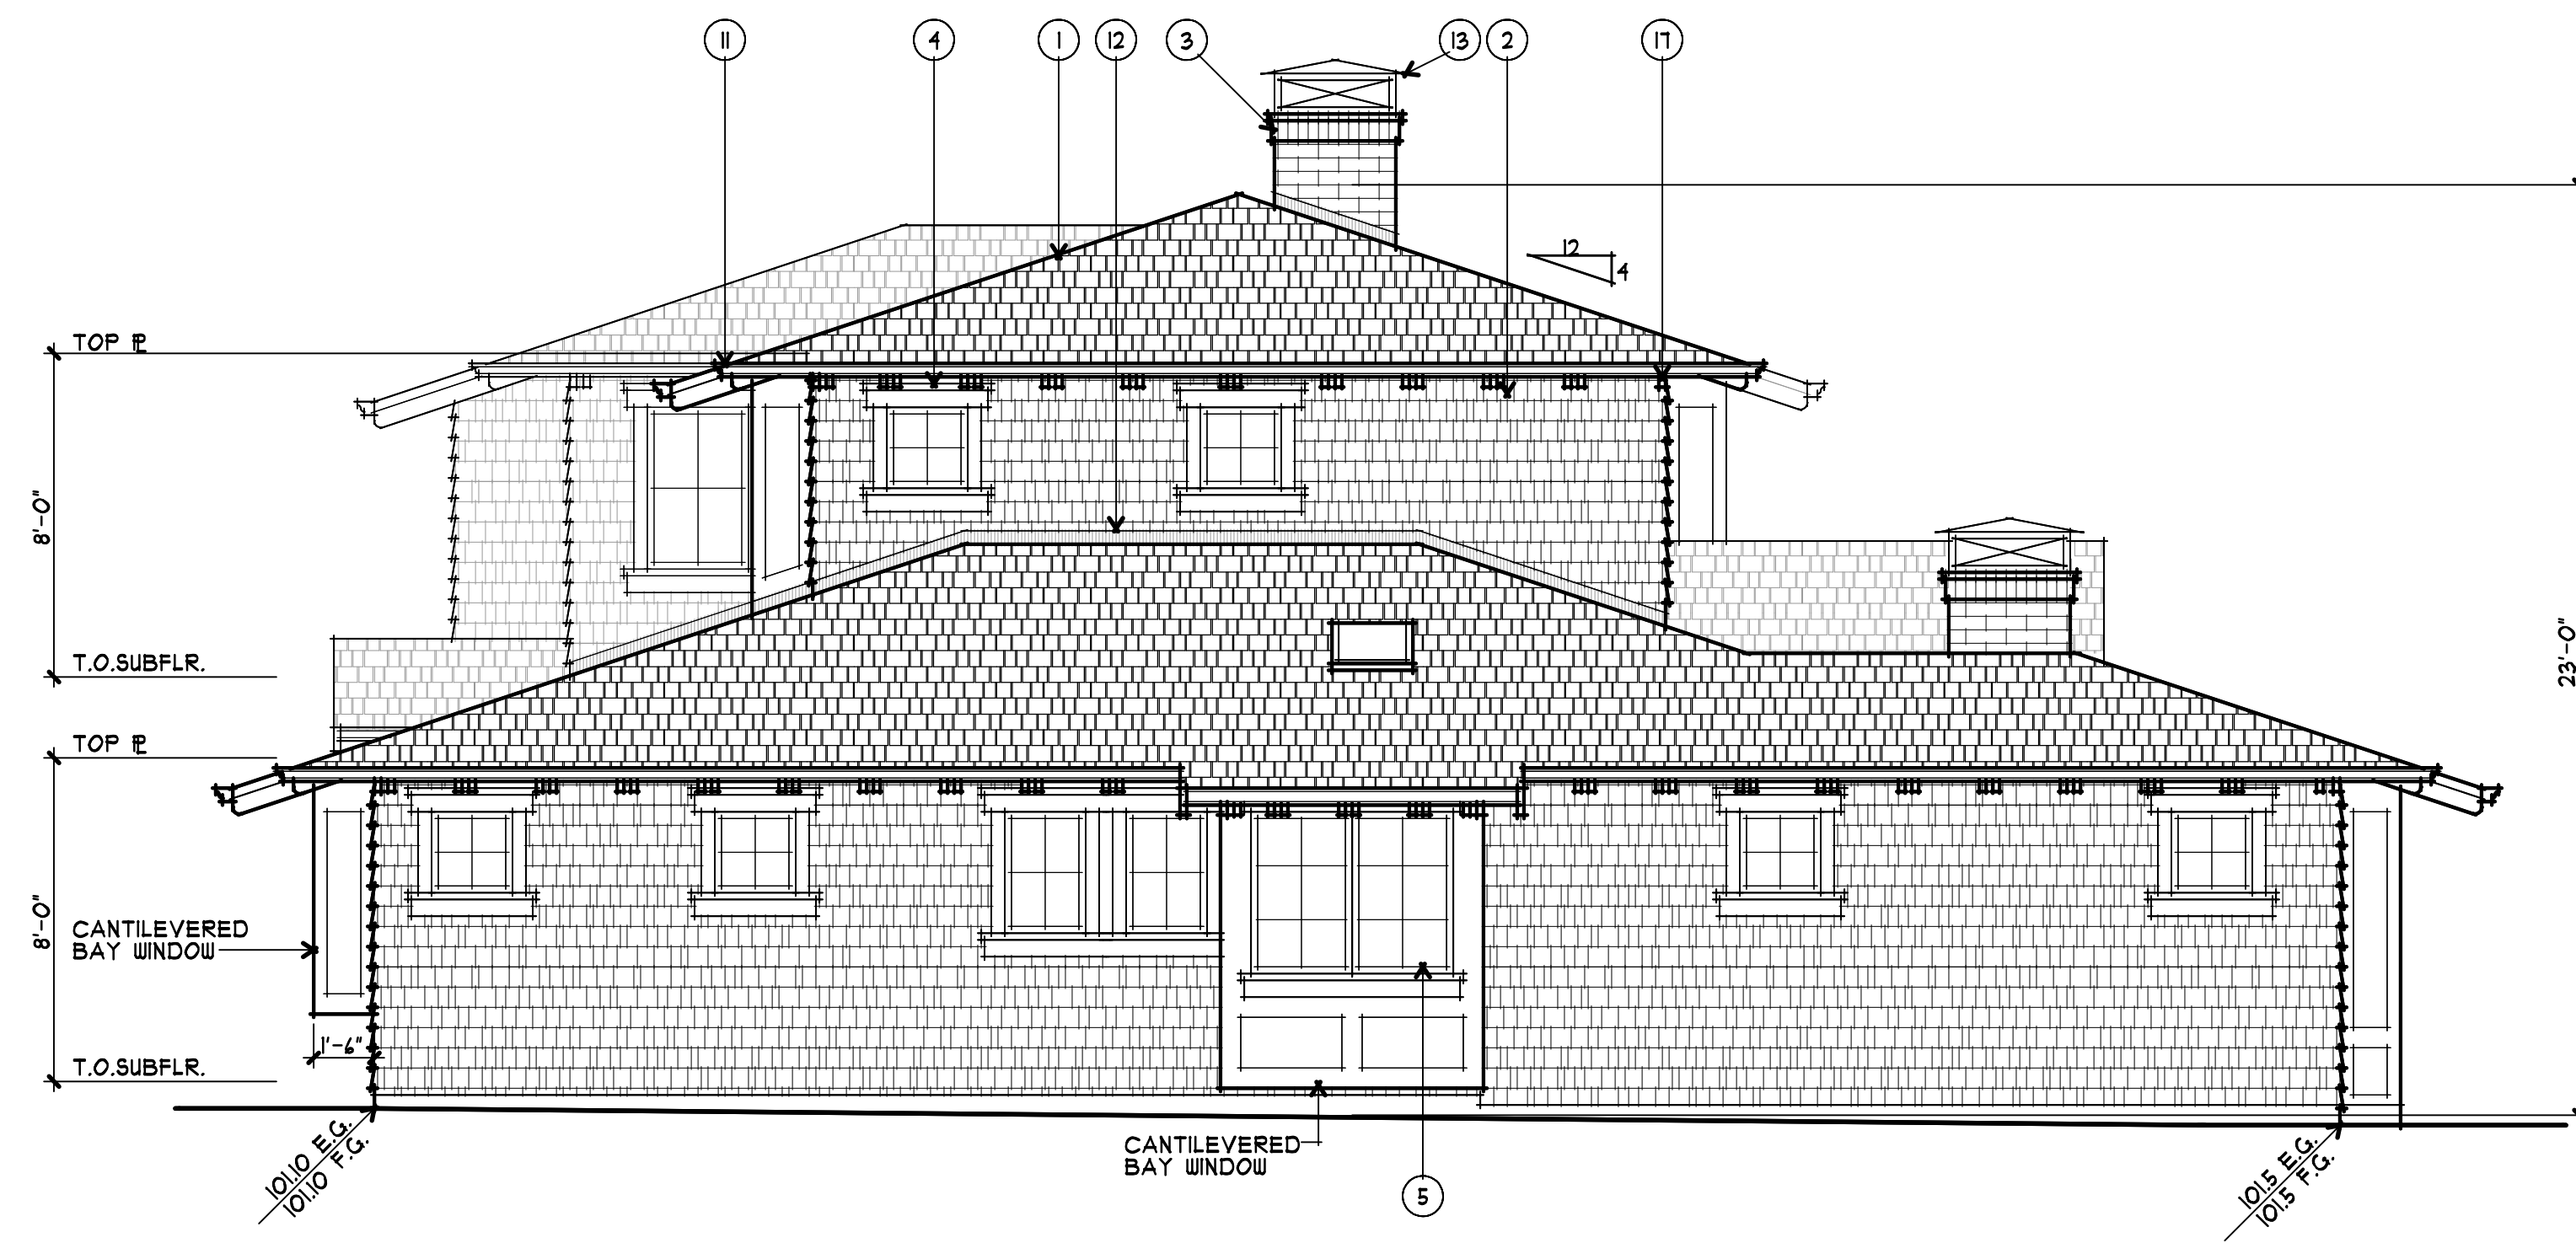 11
4
1
12
3
13
2
17
12
4
TOP PL
8'-0"
T.O.SUBFLR.
23'-0"
TOP PL
8'-0"
CANTILEVERED
BAY WINDOW
1'-6"
T.O.SUBFLR.
101.10 E.G.
101.10 F.G.
CANTILEVERED
BAY WINDOW
5
101.5 E.G.
101.5 F.G.